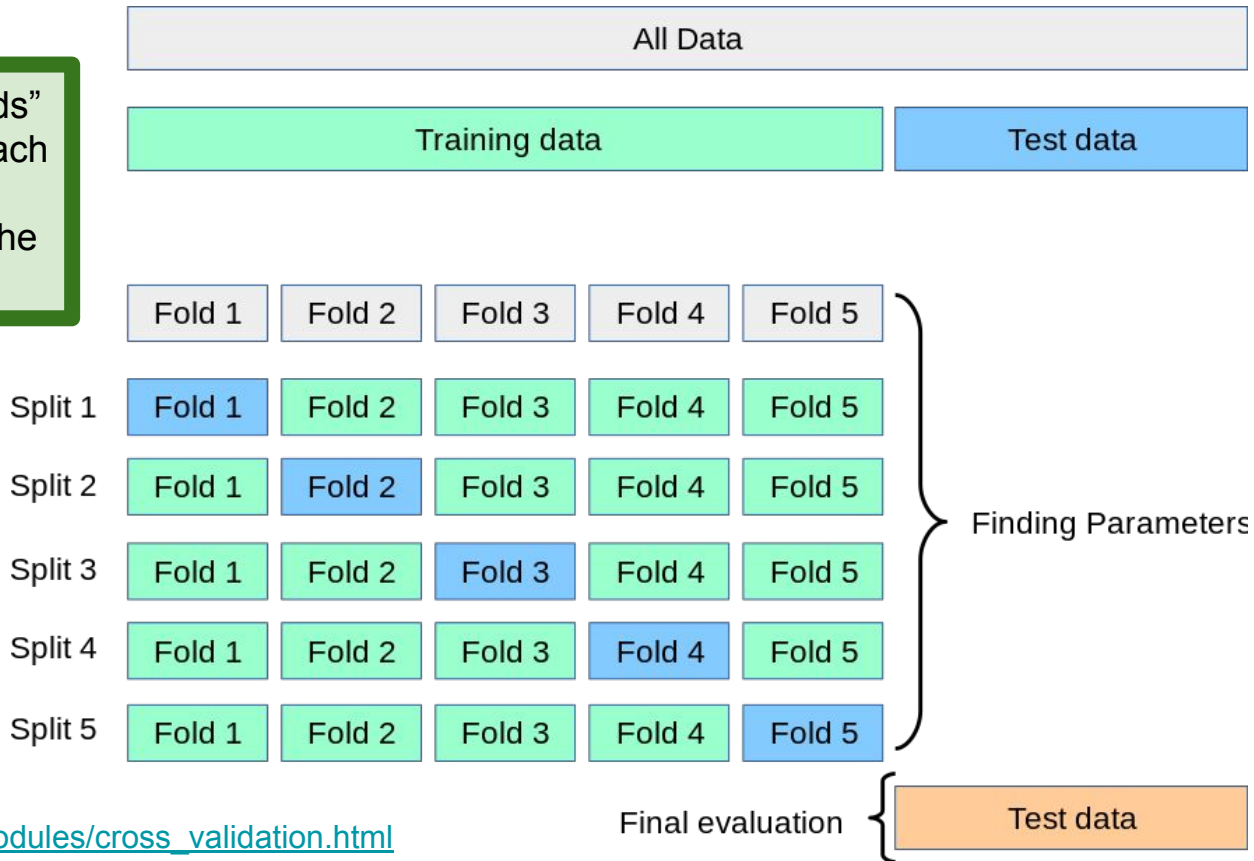 All Data
Training data Test data
ds”
ach
he
Fold 1 Fold 2 Fold 3 Fold 4 Fold 5
Split 1 Fold 1 Fold 2 Fold 3 Fold 4 Fold 5
Split 2 Fold 1 Fold 2 Fold 3 Fold 4 Fold 5
Finding Parameters
Split 3 Fold 1 Fold 2 Fold 3 Fold 4 Fold 5
Split 4 Fold 1 Fold 2 Fold 3 Fold 4 Fold 5
Split 5 Fold 1 Fold 2 Fold 3 Fold 4 Fold 5
Final evaluation Test data
odules/cross_validation.html